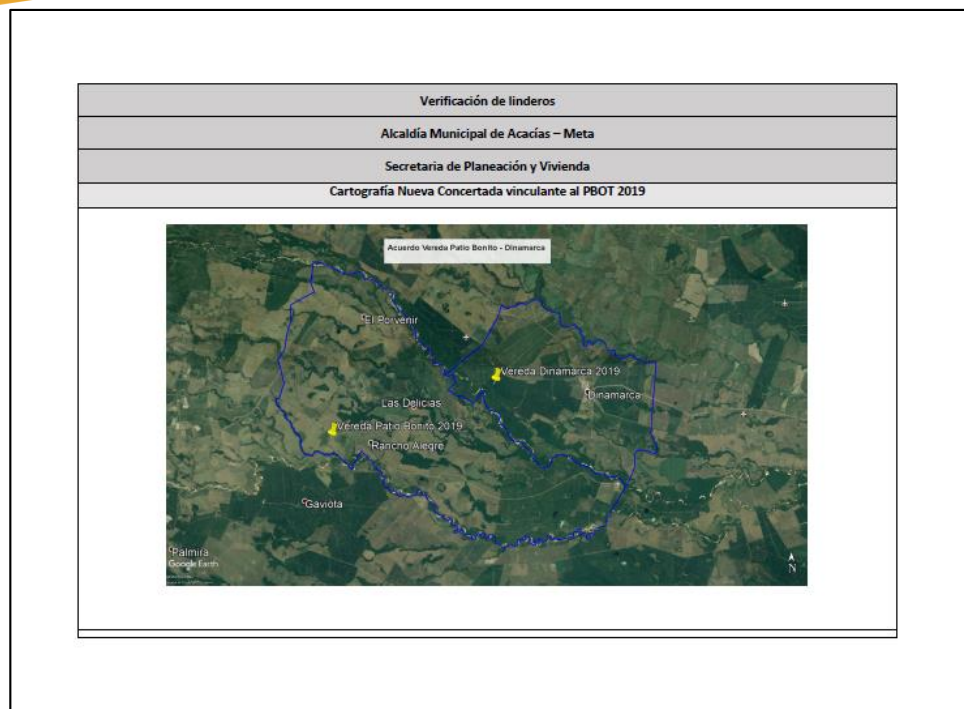 Verificación de linderos
Alcaldía Municipal de Acacías – Meta
Secretaria de Planeación y Vivienda
Cartografía Nueva Concertada vinculante al PBOT 2019
Acuerdo Vereda Patio Bonito - Dinamarca
El Porvenir
Vereda Dinamarca 2019
Dinamarca
Las Delicias
Vereda Patio Bonito 2019
Rancho Alegre
Gaviota
Palmira
Google Earth
N